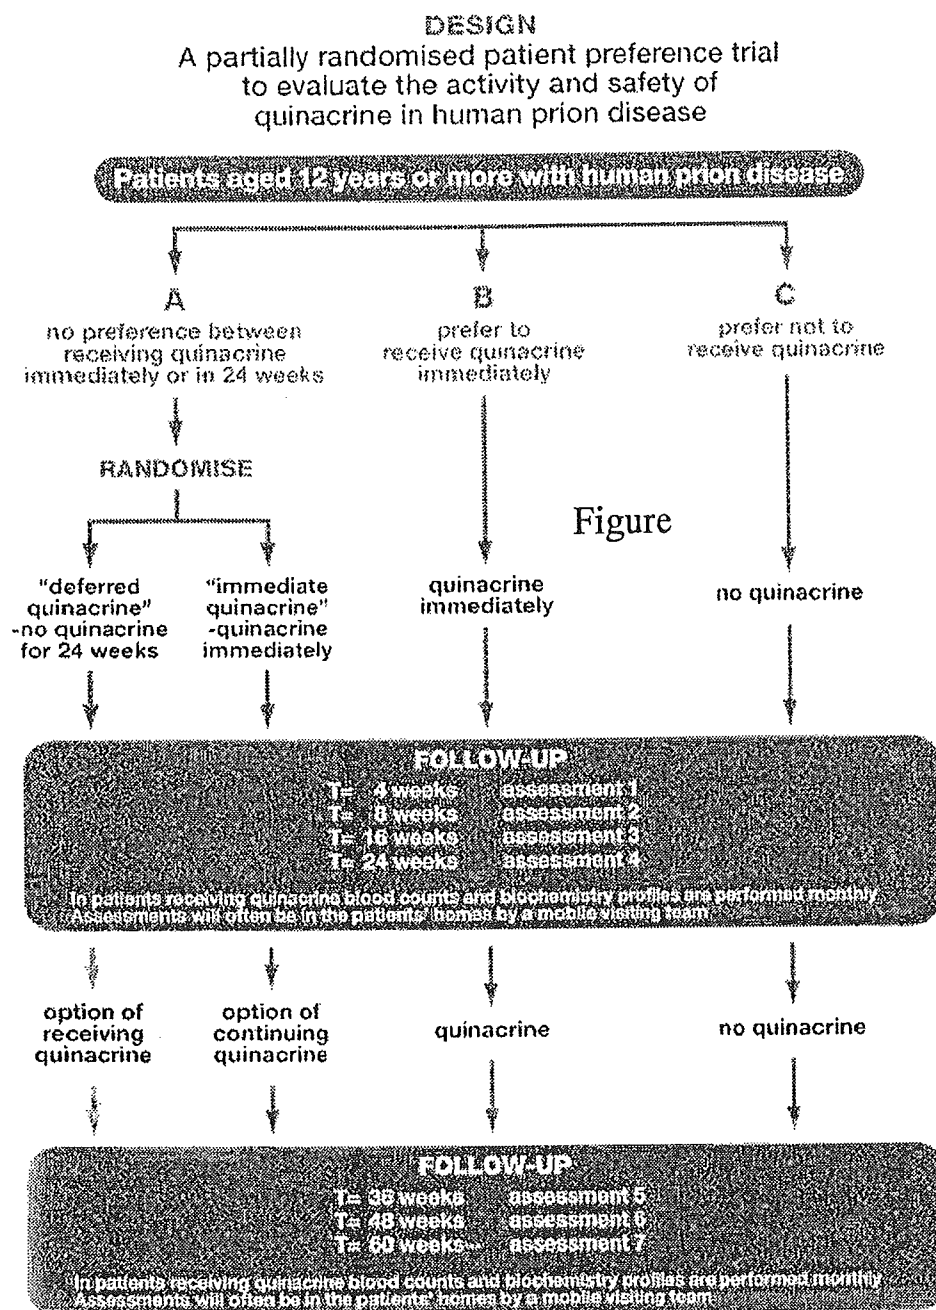 DESIGN
A partially randomised patient preference trial
to evaluate the activity and safety of
quinacrine in human prion disease
Patients aged 12 years or more with human prion disease
A
no preference between
receiving quinacrine
immediately or in 24 weeks
B
prefer to
receive quinacrine
immediately
C
prefer not to
receive quinacrine
RANDOMISE
Figure
"deferred
quinacrine"
-no quinacrine
for 24 weeks
"immediate
quinacrine"
-quinacrine
immediately
quinacrine
immediately
no quinacrine
FOLLOW-UP
T= 4 weeks assessment 1
T= 8 weeks assessment 2
T= 16 weeks assessment 3
T= 24 weeks assessment 4
In patients receiving quinacrine blood counts and biochemistry profiles are performed monthly
Assessments will often be in the patients' homes by a mobile visiting team
option of
receiving
quinacrine
option of
continuing
quinacrine
quinacrine
no quinacrine
FOLLOW-UP
T= 36 weeks assessment 5
T= 48 weeks assessment 6
T= 60 weeks assessment 7
In patients receiving quinacrine blood counts and biochemistry profiles are performed monthly
Assessments will often be in the patients' homes by a mobile visiting team